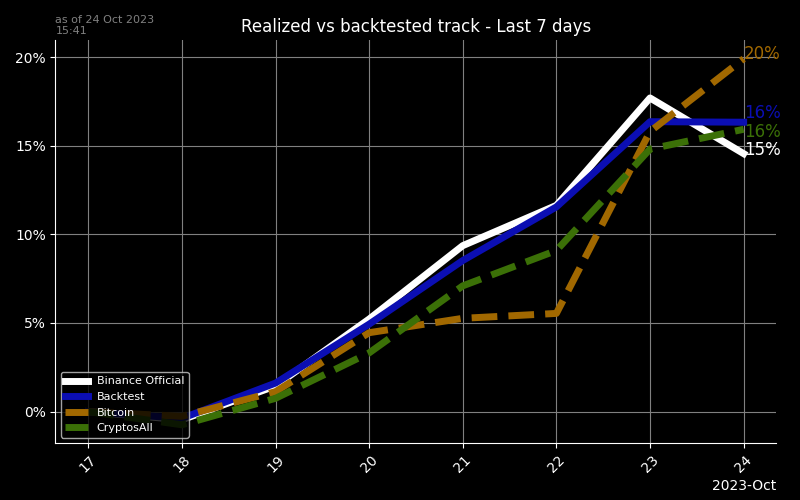 as of 24 Oct 2023
15:41
Realized vs backtested track - Last 7 days
20%
15%
10%
5%
0%
20%
16%
16%
15%
Binance Official
Backtest
Bitcoin
CryptosAll
17
18
19
20
21
22
23
24
2023-Oct